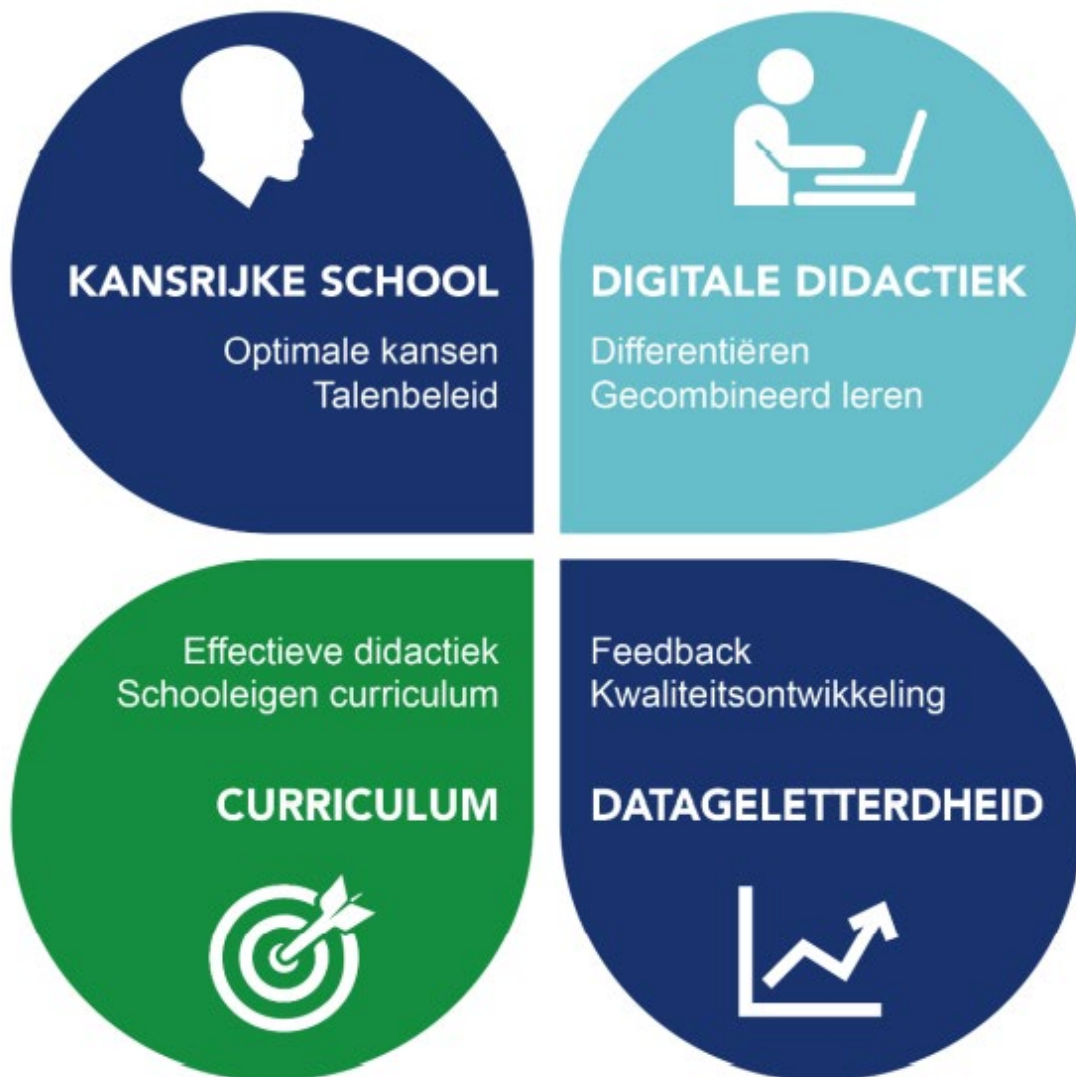 KANSRIJKE SCHOOL
Optimale kansen
Talenbeleid
DIGITALE DIDACTIEK
Differentiëren
Gecombineerd leren
Effectieve didactiek
Schooleigen curriculum
CURRICULUM
Feedback
Kwaliteitsontwikkeling
DATAGELETTERDHEID